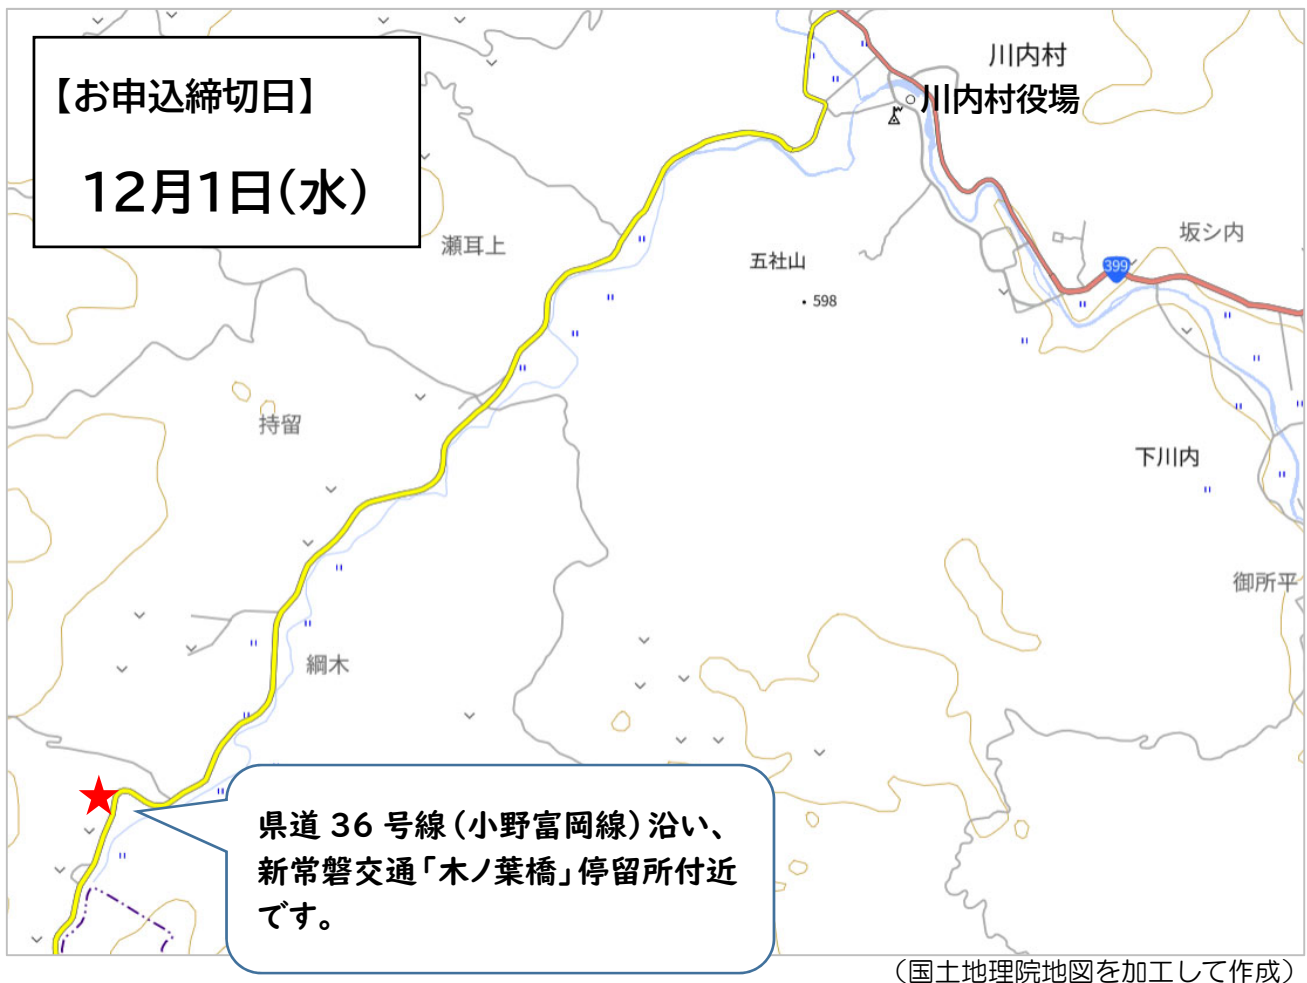 【お申込締切日】
12月1日(水)
川内村
川内村役場
瀬耳上
五社山
・598
坂シ内
399
持留
下川内
御所平
綱木
県道 36 号線(小野富岡線)沿い、
新常磐交通「木ノ葉橋」停留所付近
です。
(国土地理院地図を加工して作成)